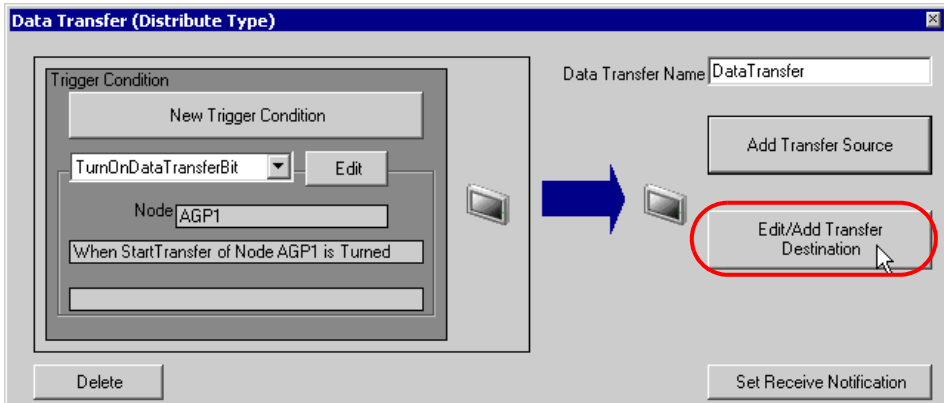 Data Transfer (Distribute Type)
Trigger Condition
New Trigger Condition
TurnOnDataTransferBit
Edit
Node AGP1
When StartTransfer of Node AGP1 is Turned
Data Transfer Name DataTransfer
Add Transfer Source
Edit/Add Transfer
Destination
Delete
Set Receive Notification